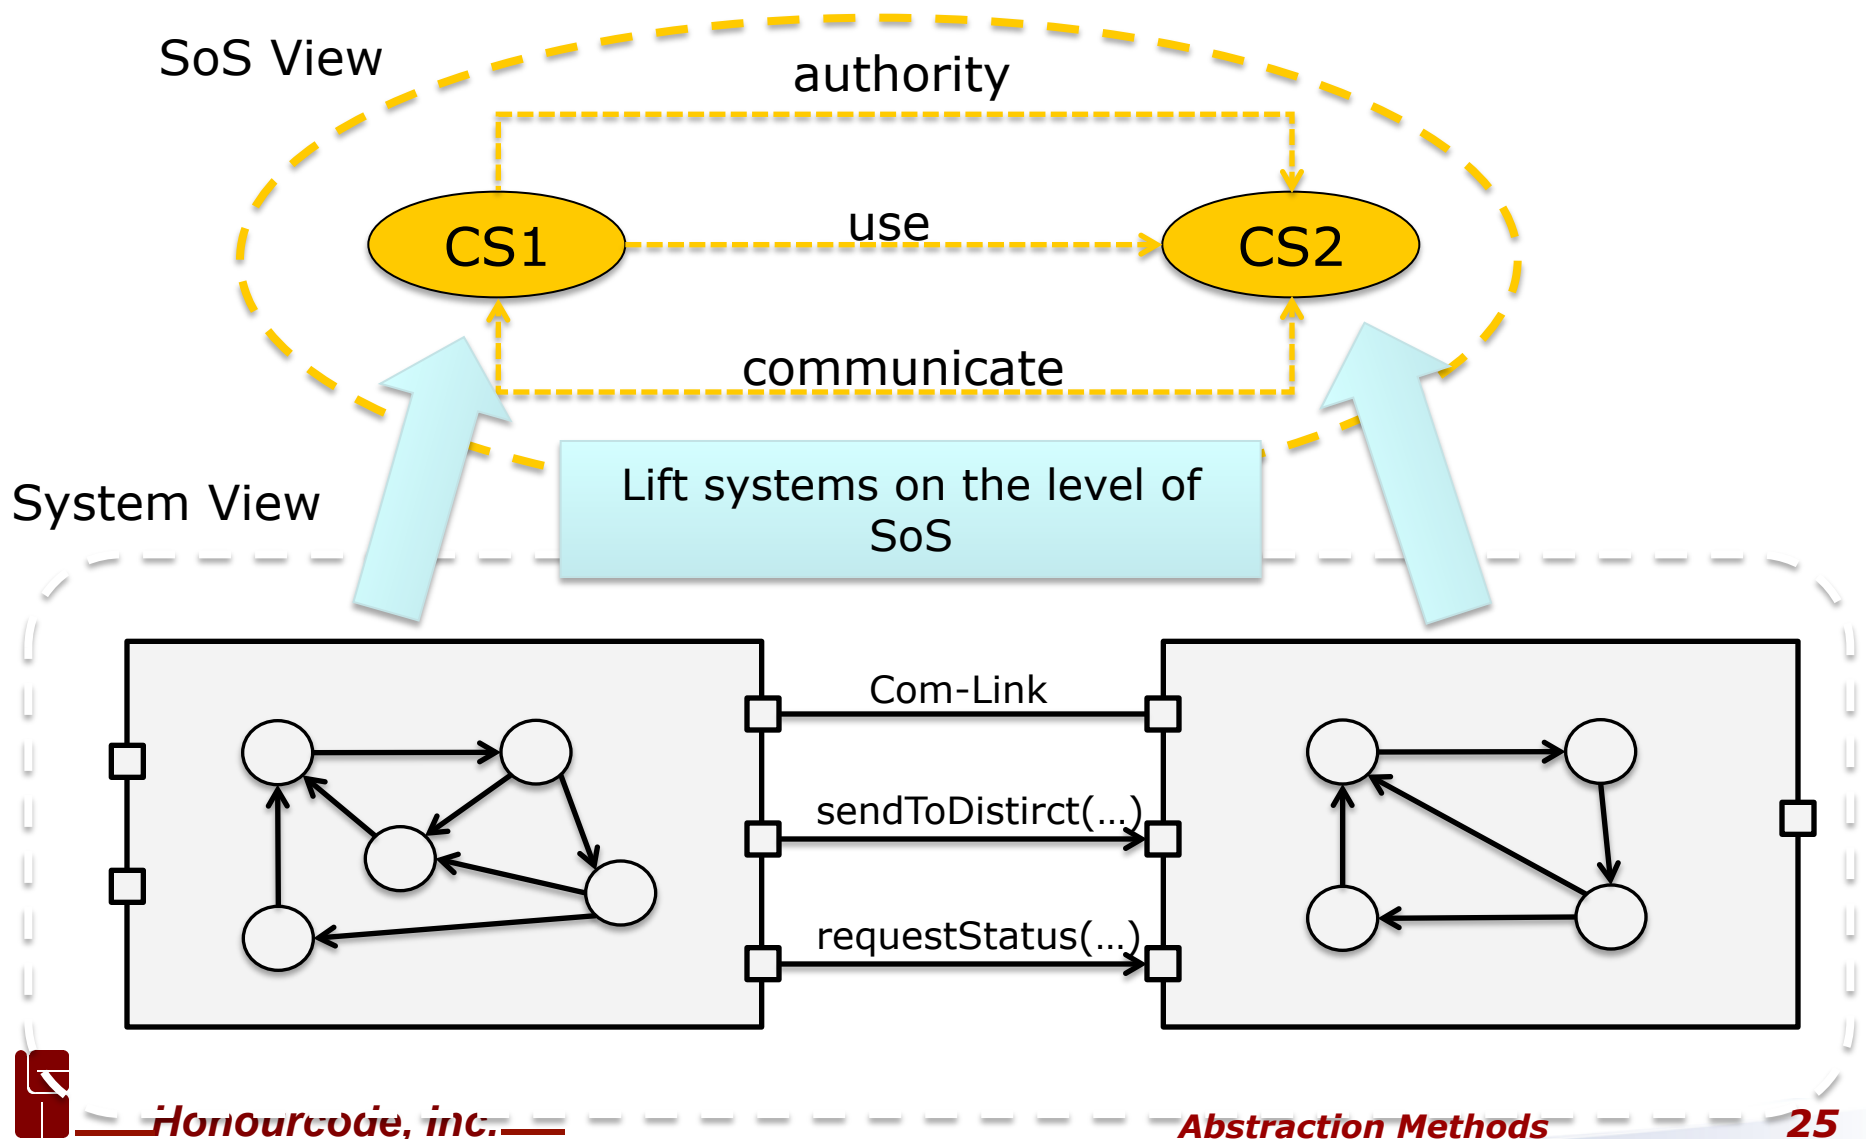 SoS View
authority
CS1
use
CS2
communicate
Lift systems on the level of
SoS
System View
Com-Link
sendToDistirct(...)
requestStatus(...)
Honourcode, inc.
Abstraction Methods
25